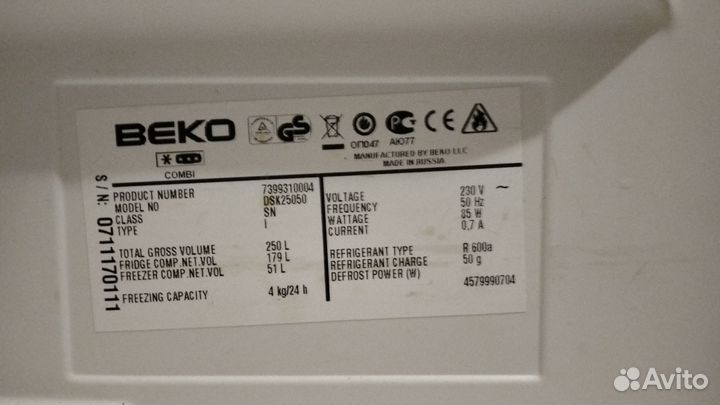 BEKO
COMBI
ОП047 АЮ77
MANUFACTURED BY BEKO LLC
MADE IN RUSSIA
S/N: 0711170111
PRODUCT NUMBER 7399310004
MODEL NO DSK25050
CLASS SN
TYPE I
TOTAL GROSS VOLUME 250 L
FRIDGE COMP.NET.VOL 179 L
FREEZER COMP.NET.VOL 51 L
FREEZING CAPACITY 4 kg/24 h
VOLTAGE 230 V ~
FREQUENCY 50 Hz
WATTAGE 85 W
CURRENT 0,7 A
REFRIGERANT TYPE R 600a
REFRIGERANT CHARGE 50 g
DEFROST POWER (W)
4579990704
Avito